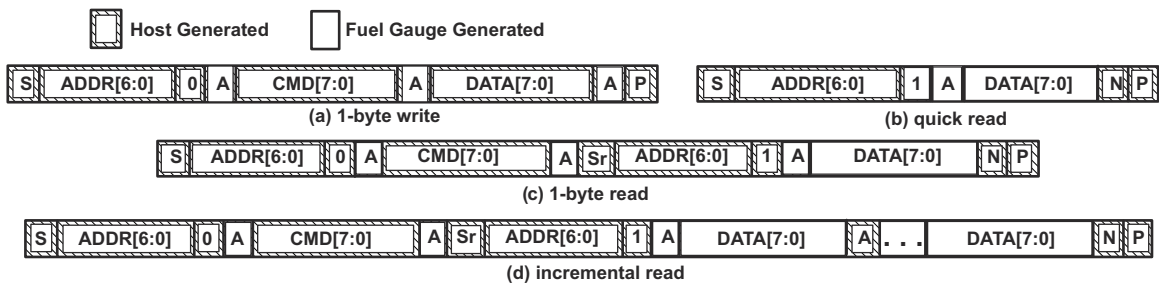 Host Generated Fuel Gauge Generated
S ADDR[6:0] 0 A CMD[7:0] A DATA[7:0] A P S ADDR[6:0] 1 A DATA[7:0] N P
(a) 1-byte write (b) quick read
S ADDR[6:0] 0 A CMD[7:0] A Sr ADDR[6:0] 1 A DATA[7:0] N P
(c) 1-byte read
S ADDR[6:0] 0 A CMD[7:0] A Sr ADDR[6:0] 1 A DATA[7:0] A . . . DATA[7:0] N P
(d) incremental read